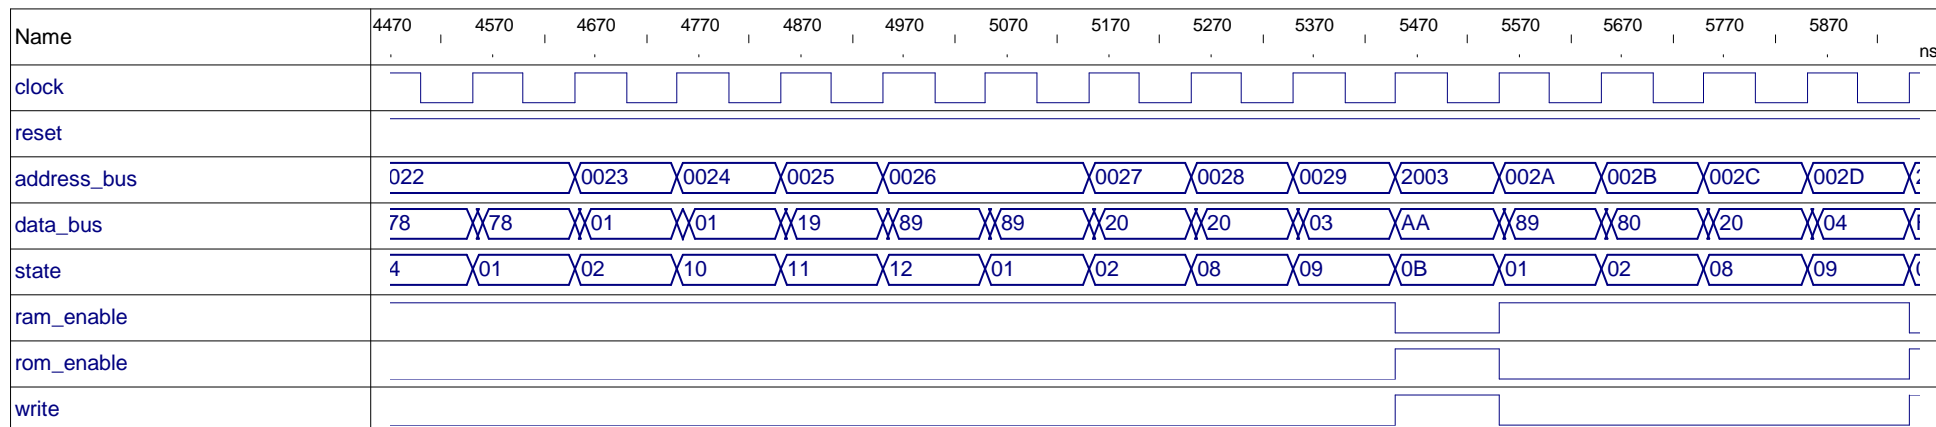 Name 4470 4570 4670 4770 4870 4970 5070 5170 5270 5370 5470 5570 5670 5770 5870
ns
clock
reset
address_bus 022 0023 0024 0025 0026 0027 0028 0029 2003 002A 002B 002C 002D
data_bus 78 78 01 01 19 89 89 20 20 03 AA 89 80 20 04
state 4 01 02 10 11 12 01 02 08 09 0B 01 02 08 09
ram_enable
rom_enable
write